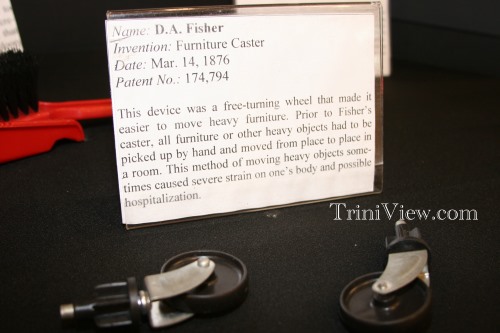 Name: D.A. Fisher
Invention: Furniture Caster
Date: Mar. 14, 1876
Patent No.: 174,794
This device was a free-turning wheel that made it
easier to move heavy furniture. Prior to Fisher's
caster, all furniture or other heavy objects had to be
picked up by hand and moved from place to place in
a room. This method of moving heavy objects some-
times caused severe strain on one's body and possible
hospitalization.
TriniView.com